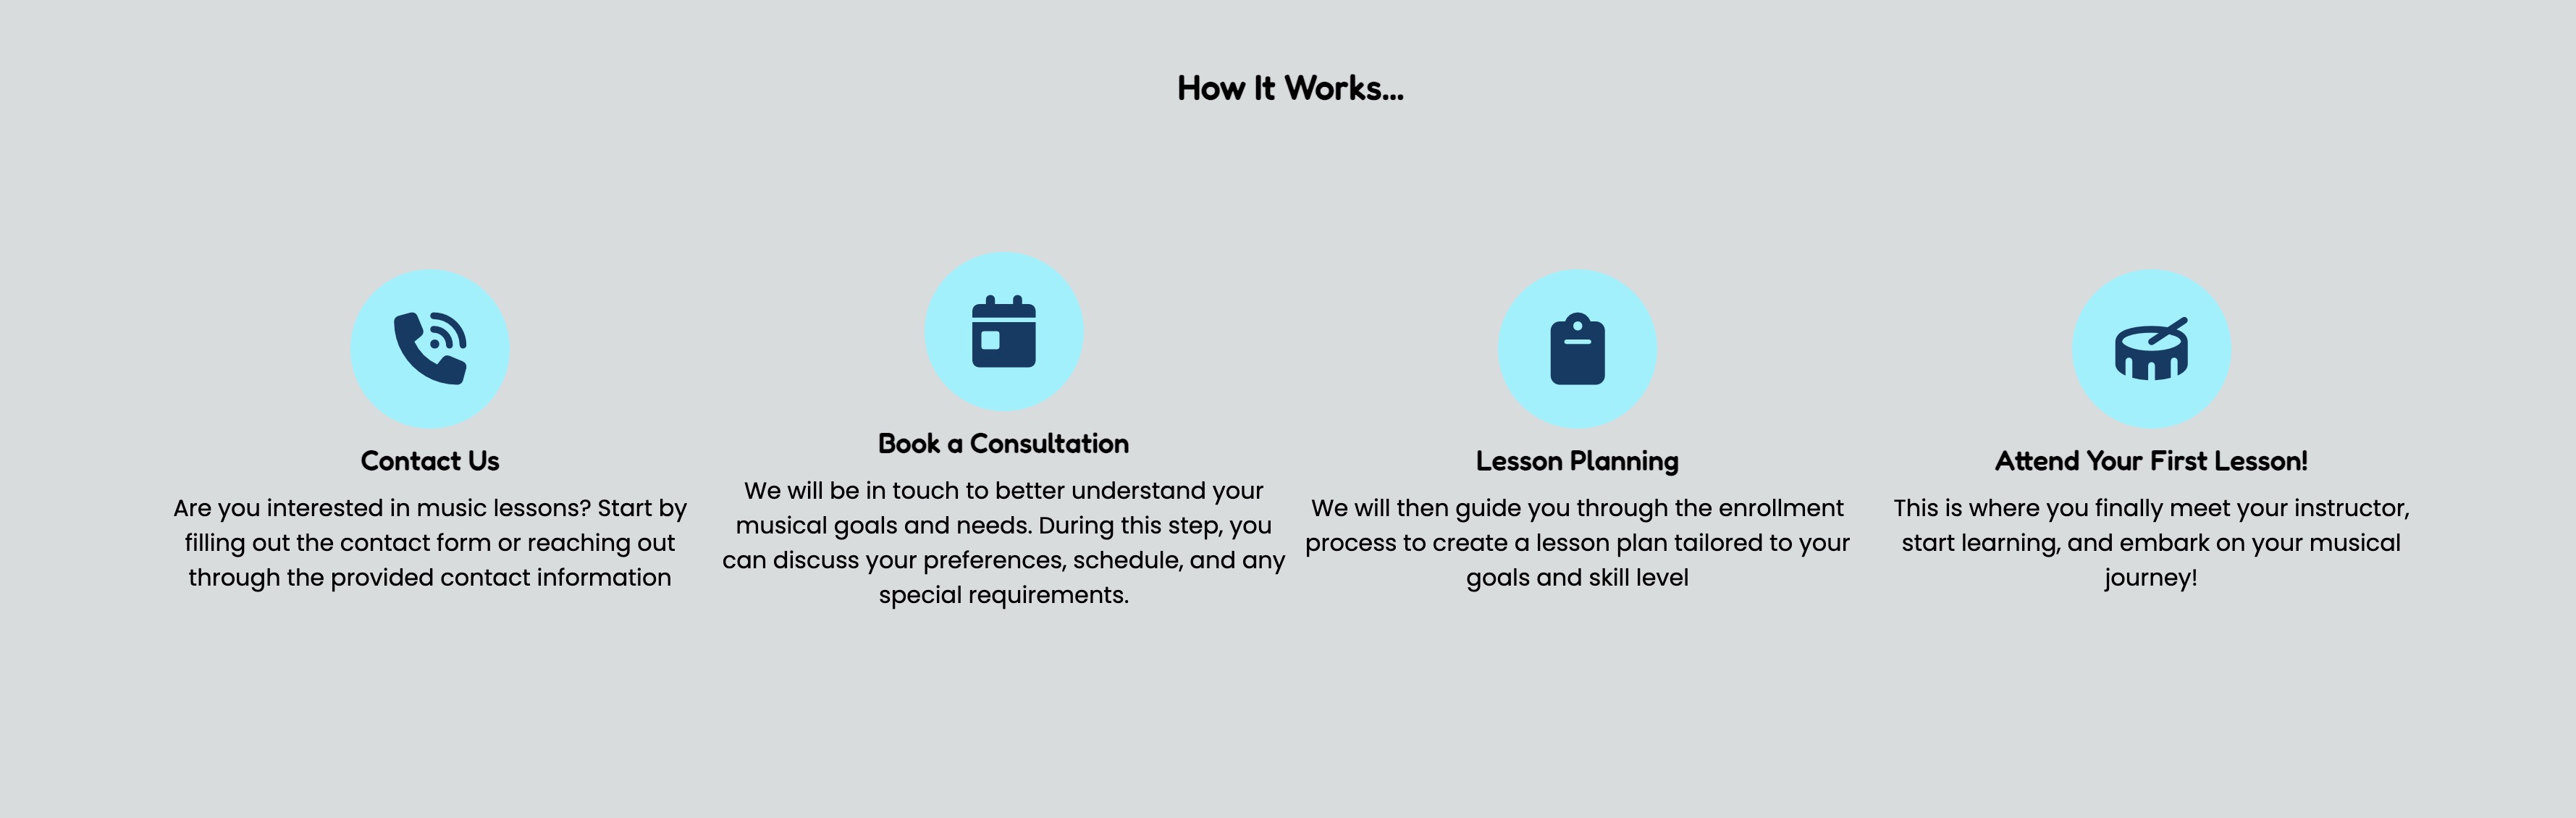 How It Works...
Contact Us
Are you interested in music lessons? Start by
filling out the contact form or reaching out
through the provided contact information
Book a Consultation
We will be in touch to better understand your
musical goals and needs. During this step, you
can discuss your preferences, schedule, and any
special requirements.
Lesson Planning
We will then guide you through the enrollment
process to create a lesson plan tailored to your
goals and skill level
Attend Your First Lesson!
This is where you finally meet your instructor,
start learning, and embark on your musical
journey!